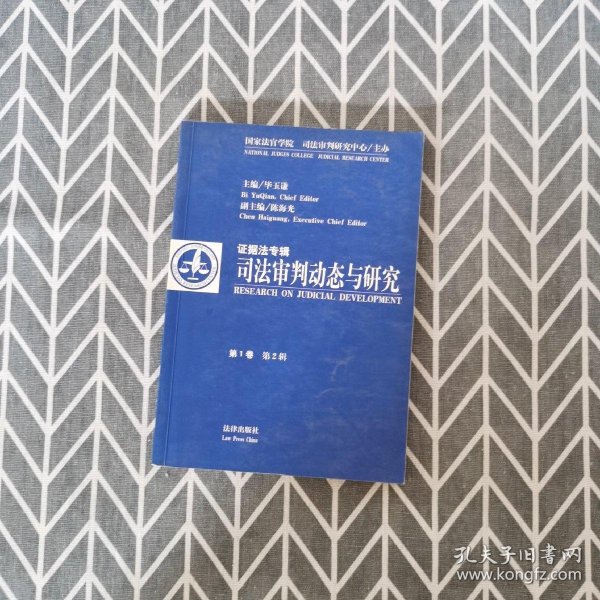 国家法官学院 司法审判研究中心/主办
NATIONAL JUDGES COLLEGE JUDICIAL RESEARCH CENTER
主编/毕玉谦
Bi YuQian, Chief Editor
副主编/陈海光
Chen Haiguang, Executive Chief Editor
证据法专辑
司法审判动态与研究
RESEARCH ON JUDICIAL DEVELOPMENT
第1卷 第2辑
法律出版社
Law Press China
孔夫子旧书网
www.kongfz.com